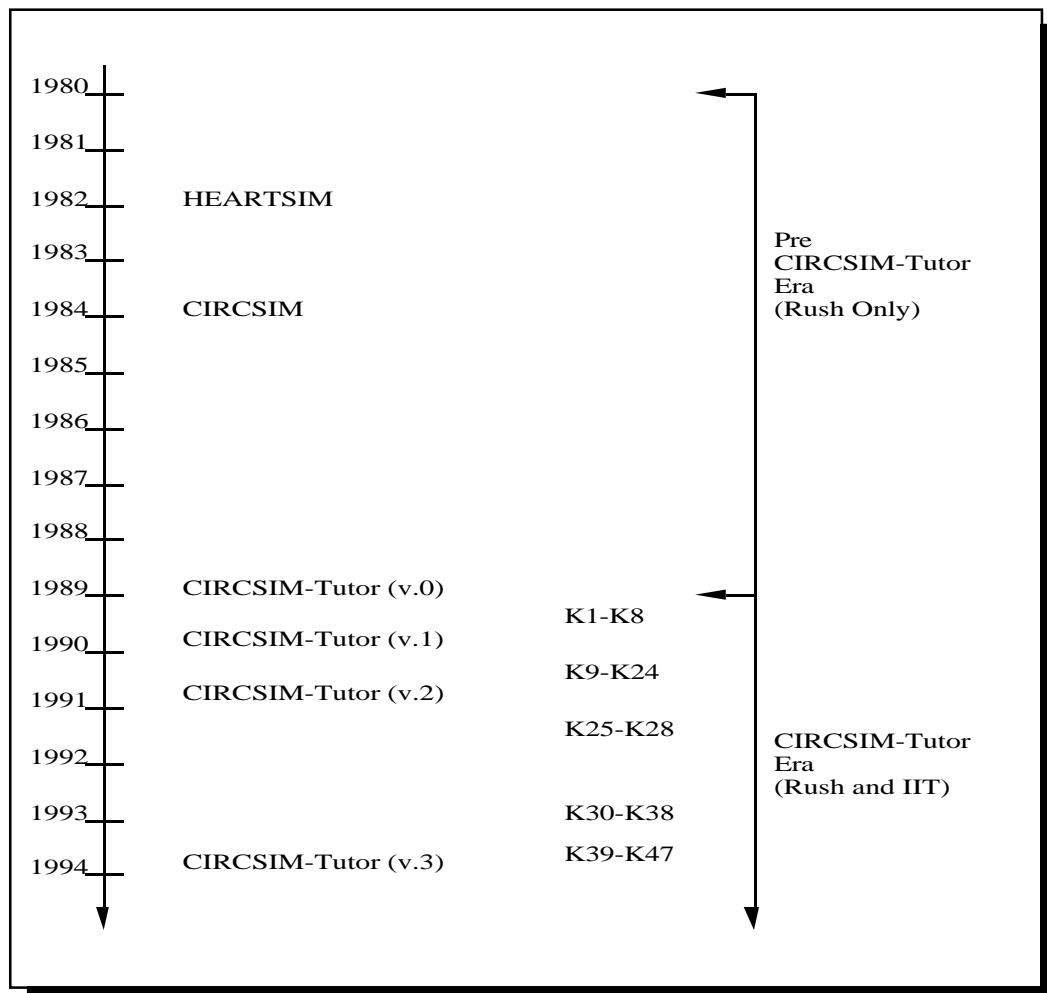 1980
1981
1982 HEARTSIM
1983
Pre
CIRCSIM-Tutor
Era
(Rush Only)
1984 CIRCSIM
1985
1986
1987
1988
1989 CIRCSIM-Tutor (v.0)
K1-K8
1990 CIRCSIM-Tutor (v.1)
K9-K24
1991 CIRCSIM-Tutor (v.2)
K25-K28
1992
CIRCSIM-Tutor
Era
(Rush and IIT)
1993 K30-K38
K39-K47
1994 CIRCSIM-Tutor (v.3)